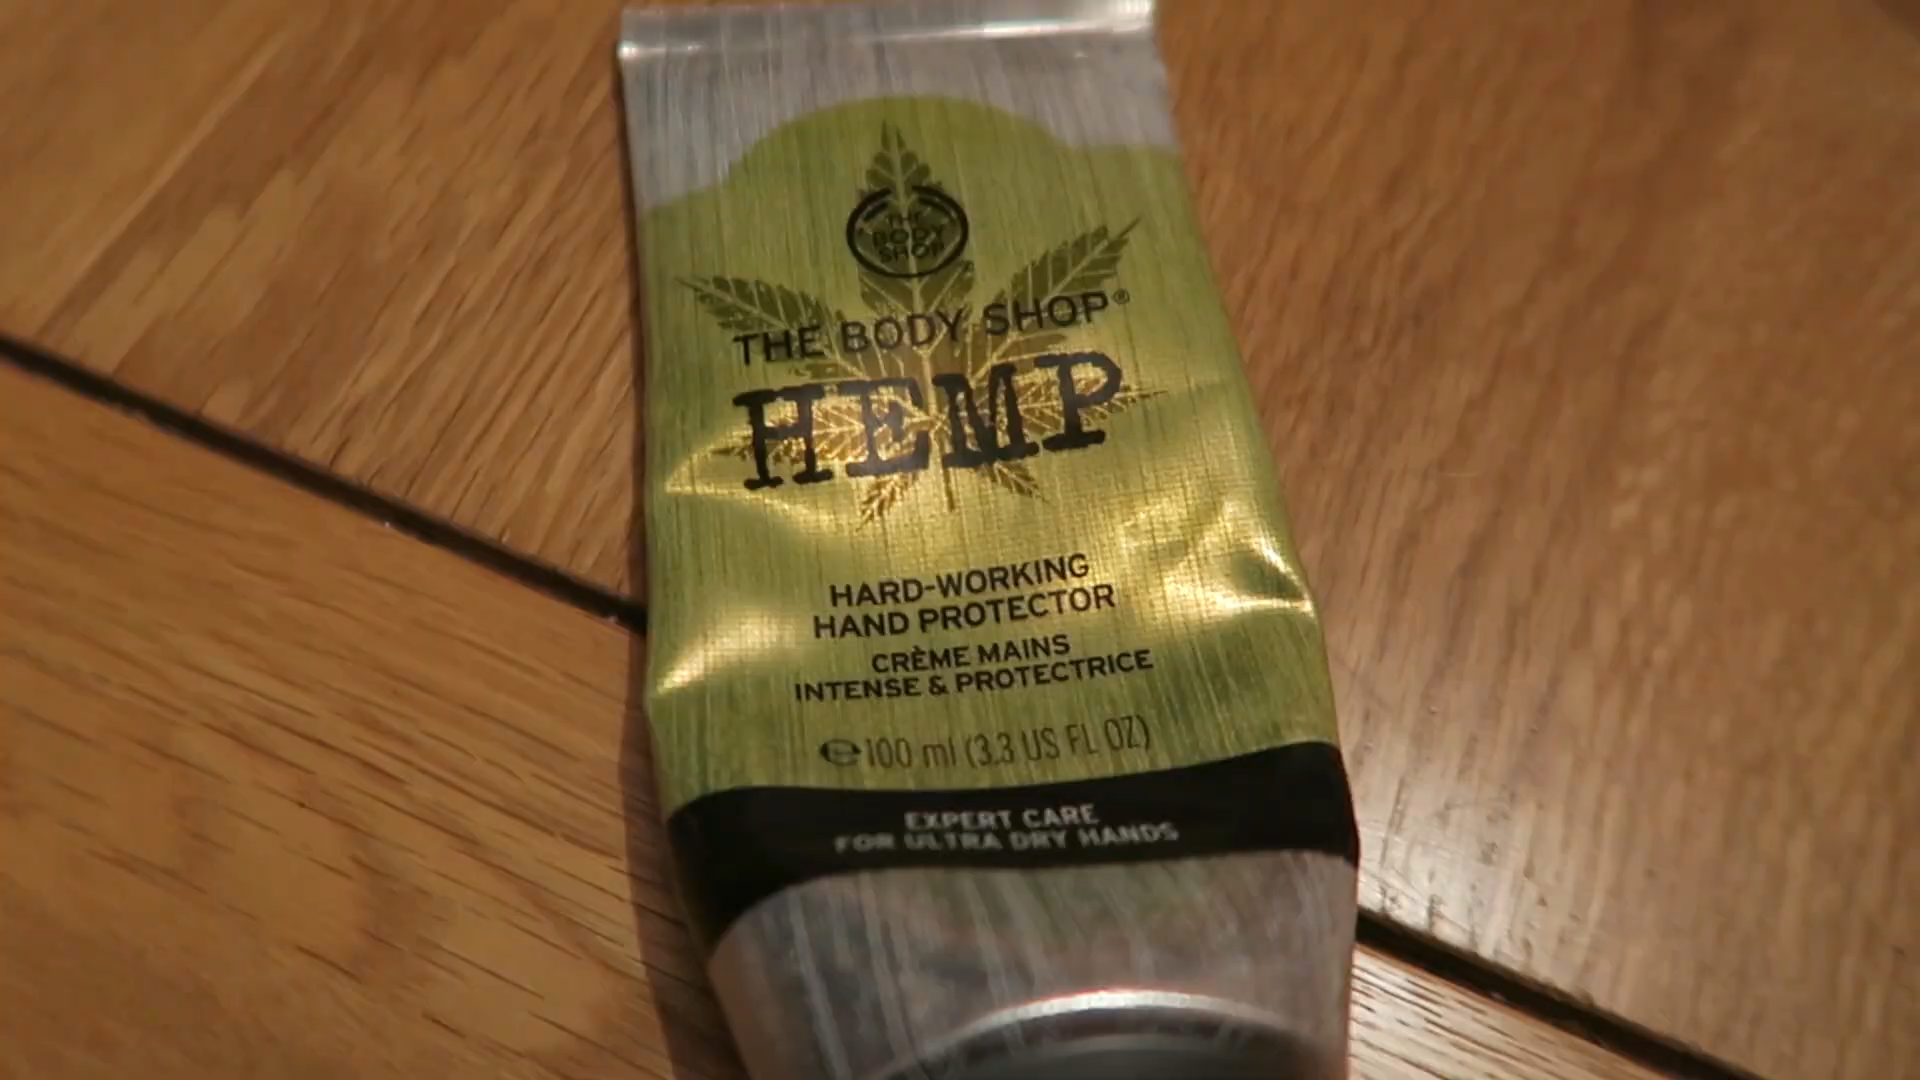 THE
BODY
SHOP
THE BODY SHOP®
HEMP
HARD-WORKING
HAND PROTECTOR
CRÈME MAINS
INTENSE & PROTECTRICE
℮100 ml (3.3 US FL OZ)
EXPERT CARE
FOR ULTRA DRY HANDS